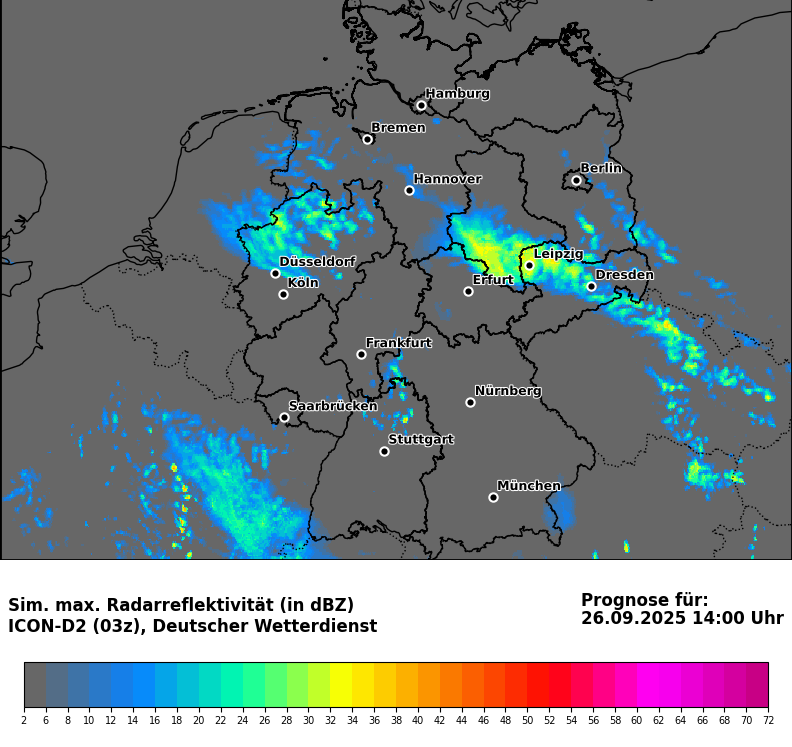 Hamburg
Bremen
Berlin
Hannover
Leipzig
Düsseldorf
Dresden
Köln
Erfurt
Frankfurt
Nürnberg
Saarbrücken
Stuttgart
München
Sim. max. Radarreflektivität (in dBZ)
ICON-D2 (03z), Deutscher Wetterdienst
Prognose für:
26.09.2025 14:00 Uhr
2 6 8 10 12 14 16 18 20 22 24 26 28 30 32 34 36 38 40 42 44 46 48 50 52 54 56 58 60 62 64 66 68 70 72